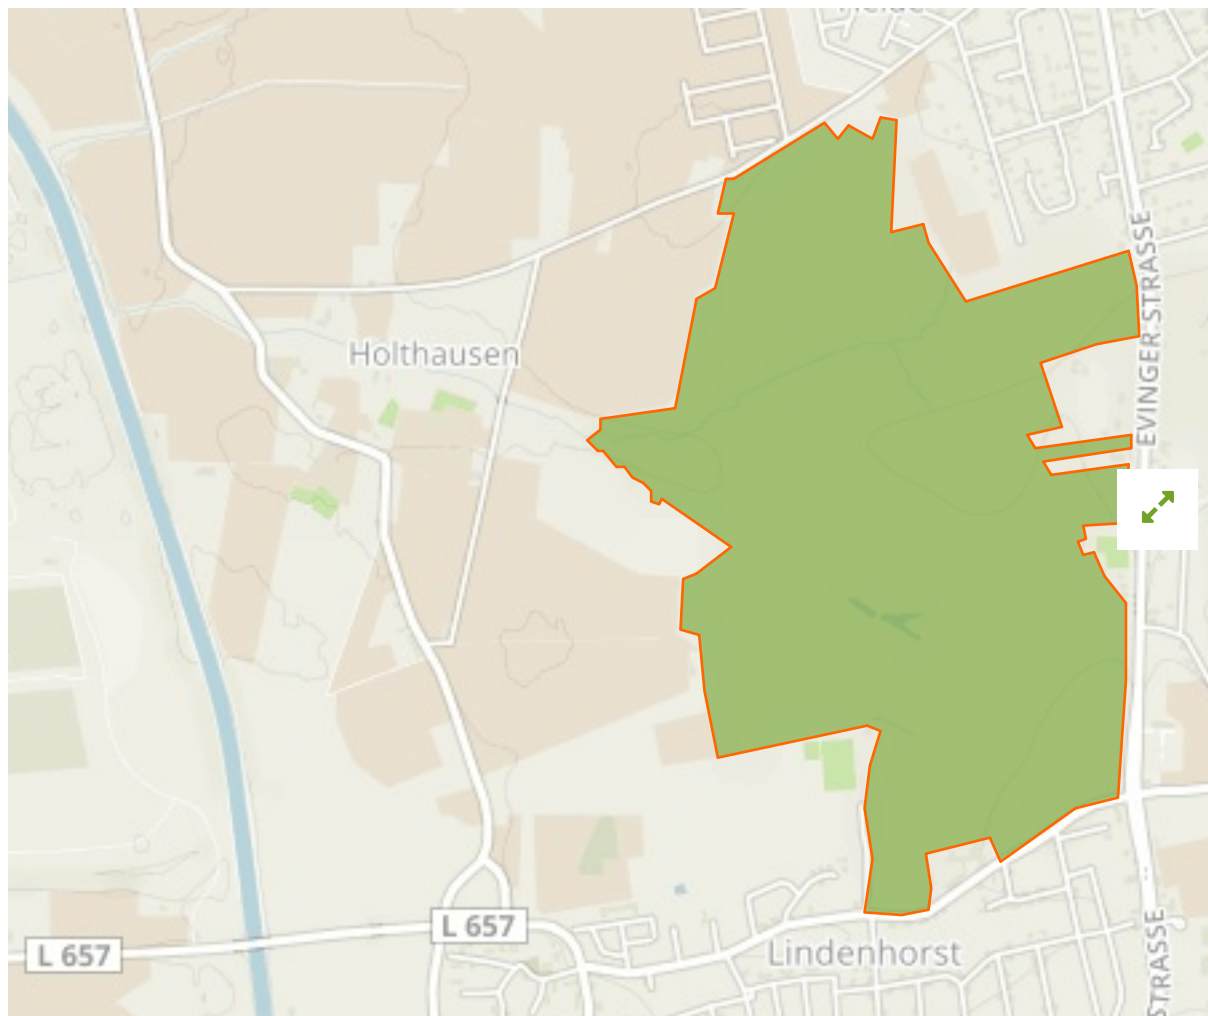 Holthausen
EVINGER STRASSE
L 657
L 657
Lindenhorst
STRASSE